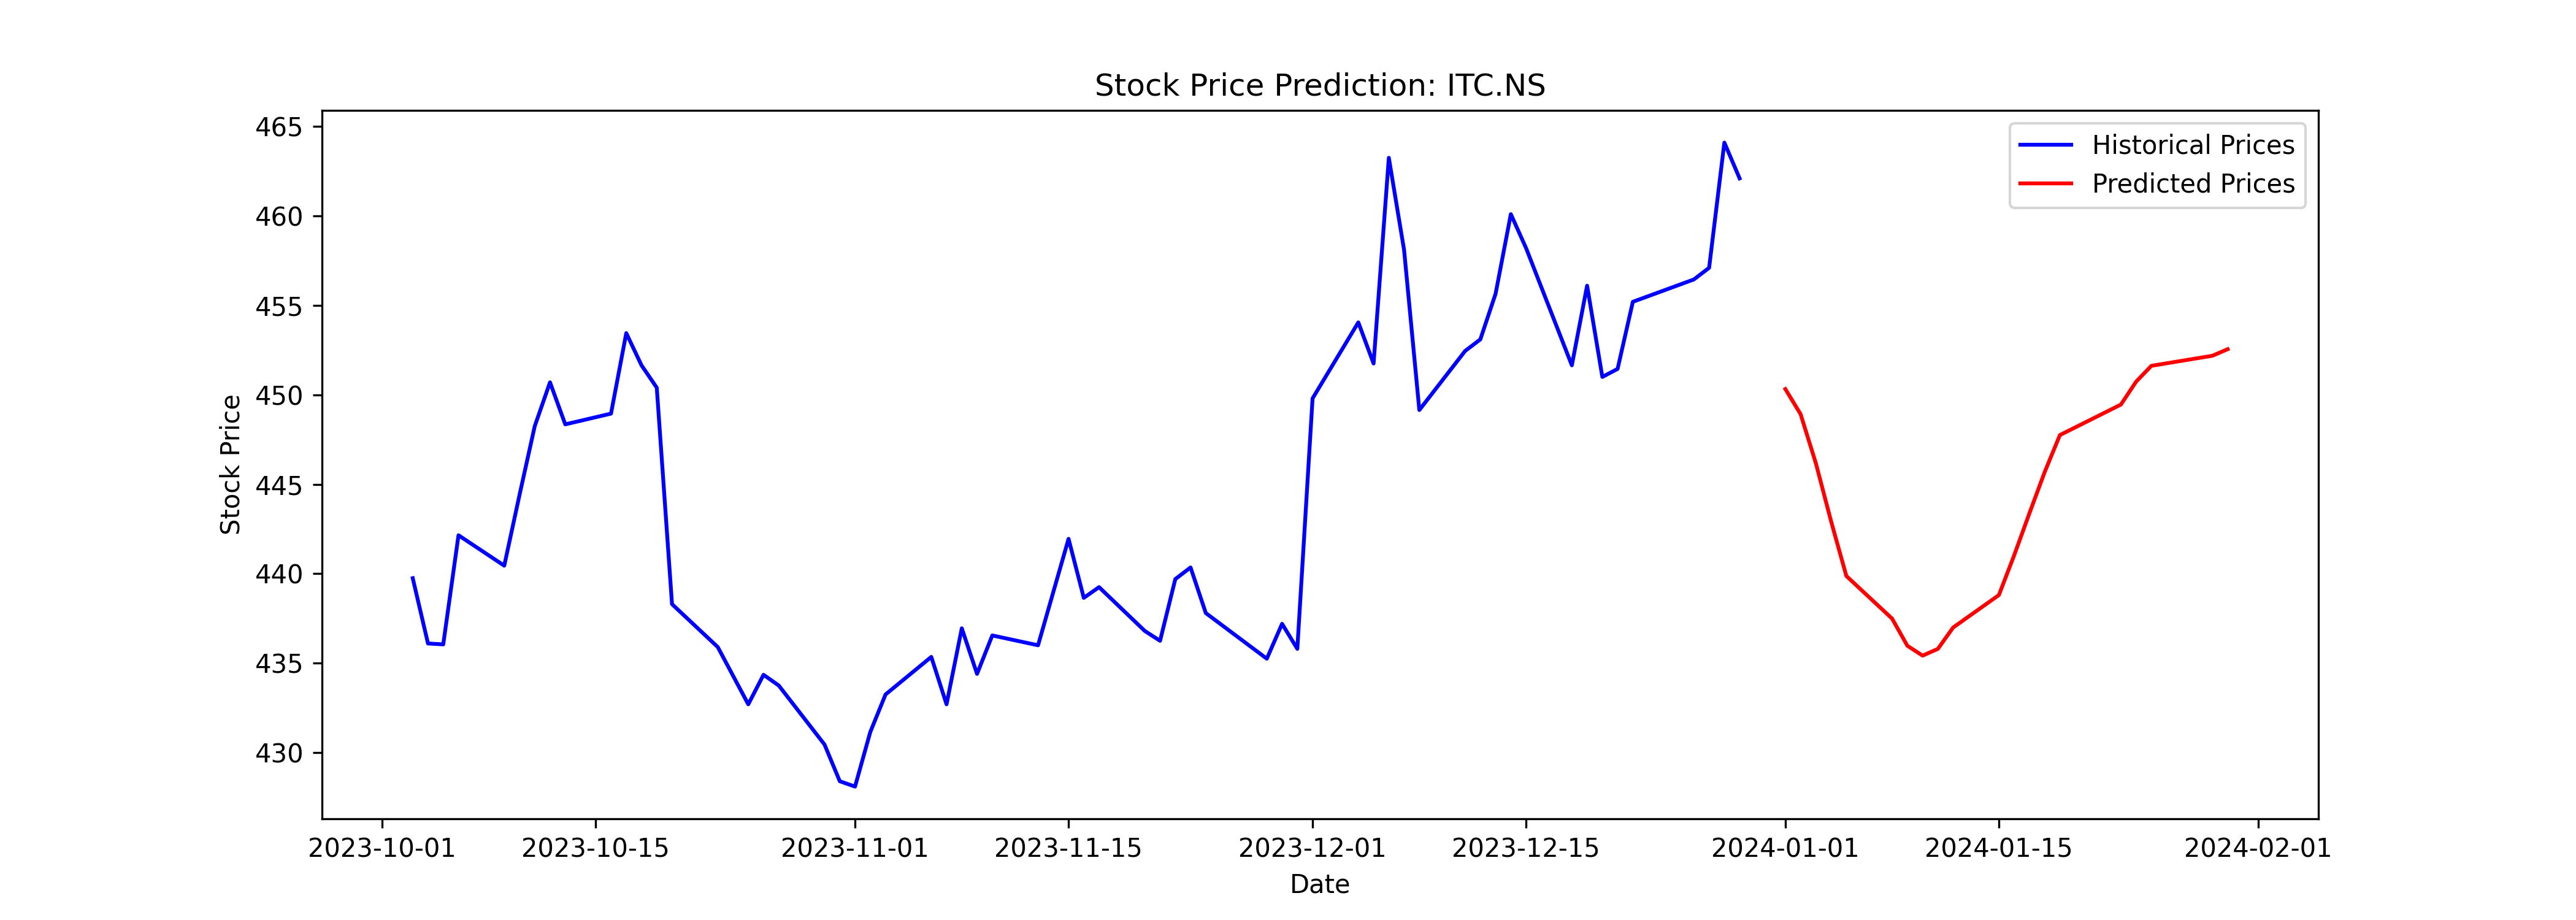 Stock Price Prediction: ITC.NS
Historical Prices
Predicted Prices
Stock Price
465
460
455
450
445
440
435
430
2023-10-01 2023-10-15 2023-11-01 2023-11-15 2023-12-01 2023-12-15 2024-01-01 2024-01-15 2024-02-01
Date